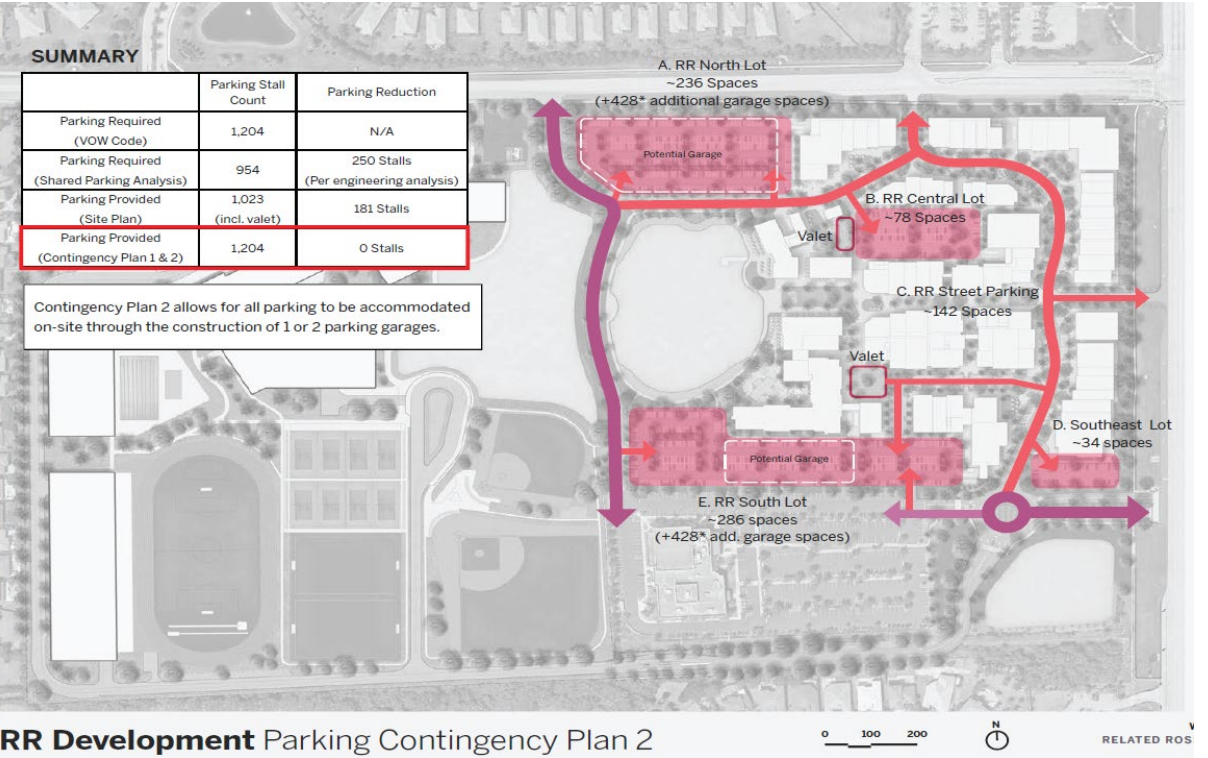 SUMMARY
Parking Stall Count Parking Reduction
Parking Required (VOW Code) 1,204 N/A
Parking Required (Shared Parking Analysis) 954 250 Stalls (Per engineering analysis)
Parking Provided (Site Plan) 1,023 (incl. valet) 181 Stalls
Parking Provided (Contingency Plan 1 & 2) 1,204 0 Stalls
Contingency Plan 2 allows for all parking to be accommodated
on-site through the construction of 1 or 2 parking garages.
A. RR North Lot
~236 Spaces
(+428* additional garage spaces)
Potential Garage
B. RR Central Lot
~78 Spaces
Valet
C. RR Street Parking
~142 Spaces
Valet
D. Southeast Lot
~34 spaces
Potential Garage
E. RR South Lot
~286 spaces
(+428* add. garage spaces)
RR Development Parking Contingency Plan 2
0 100 200
N
RELATED ROS